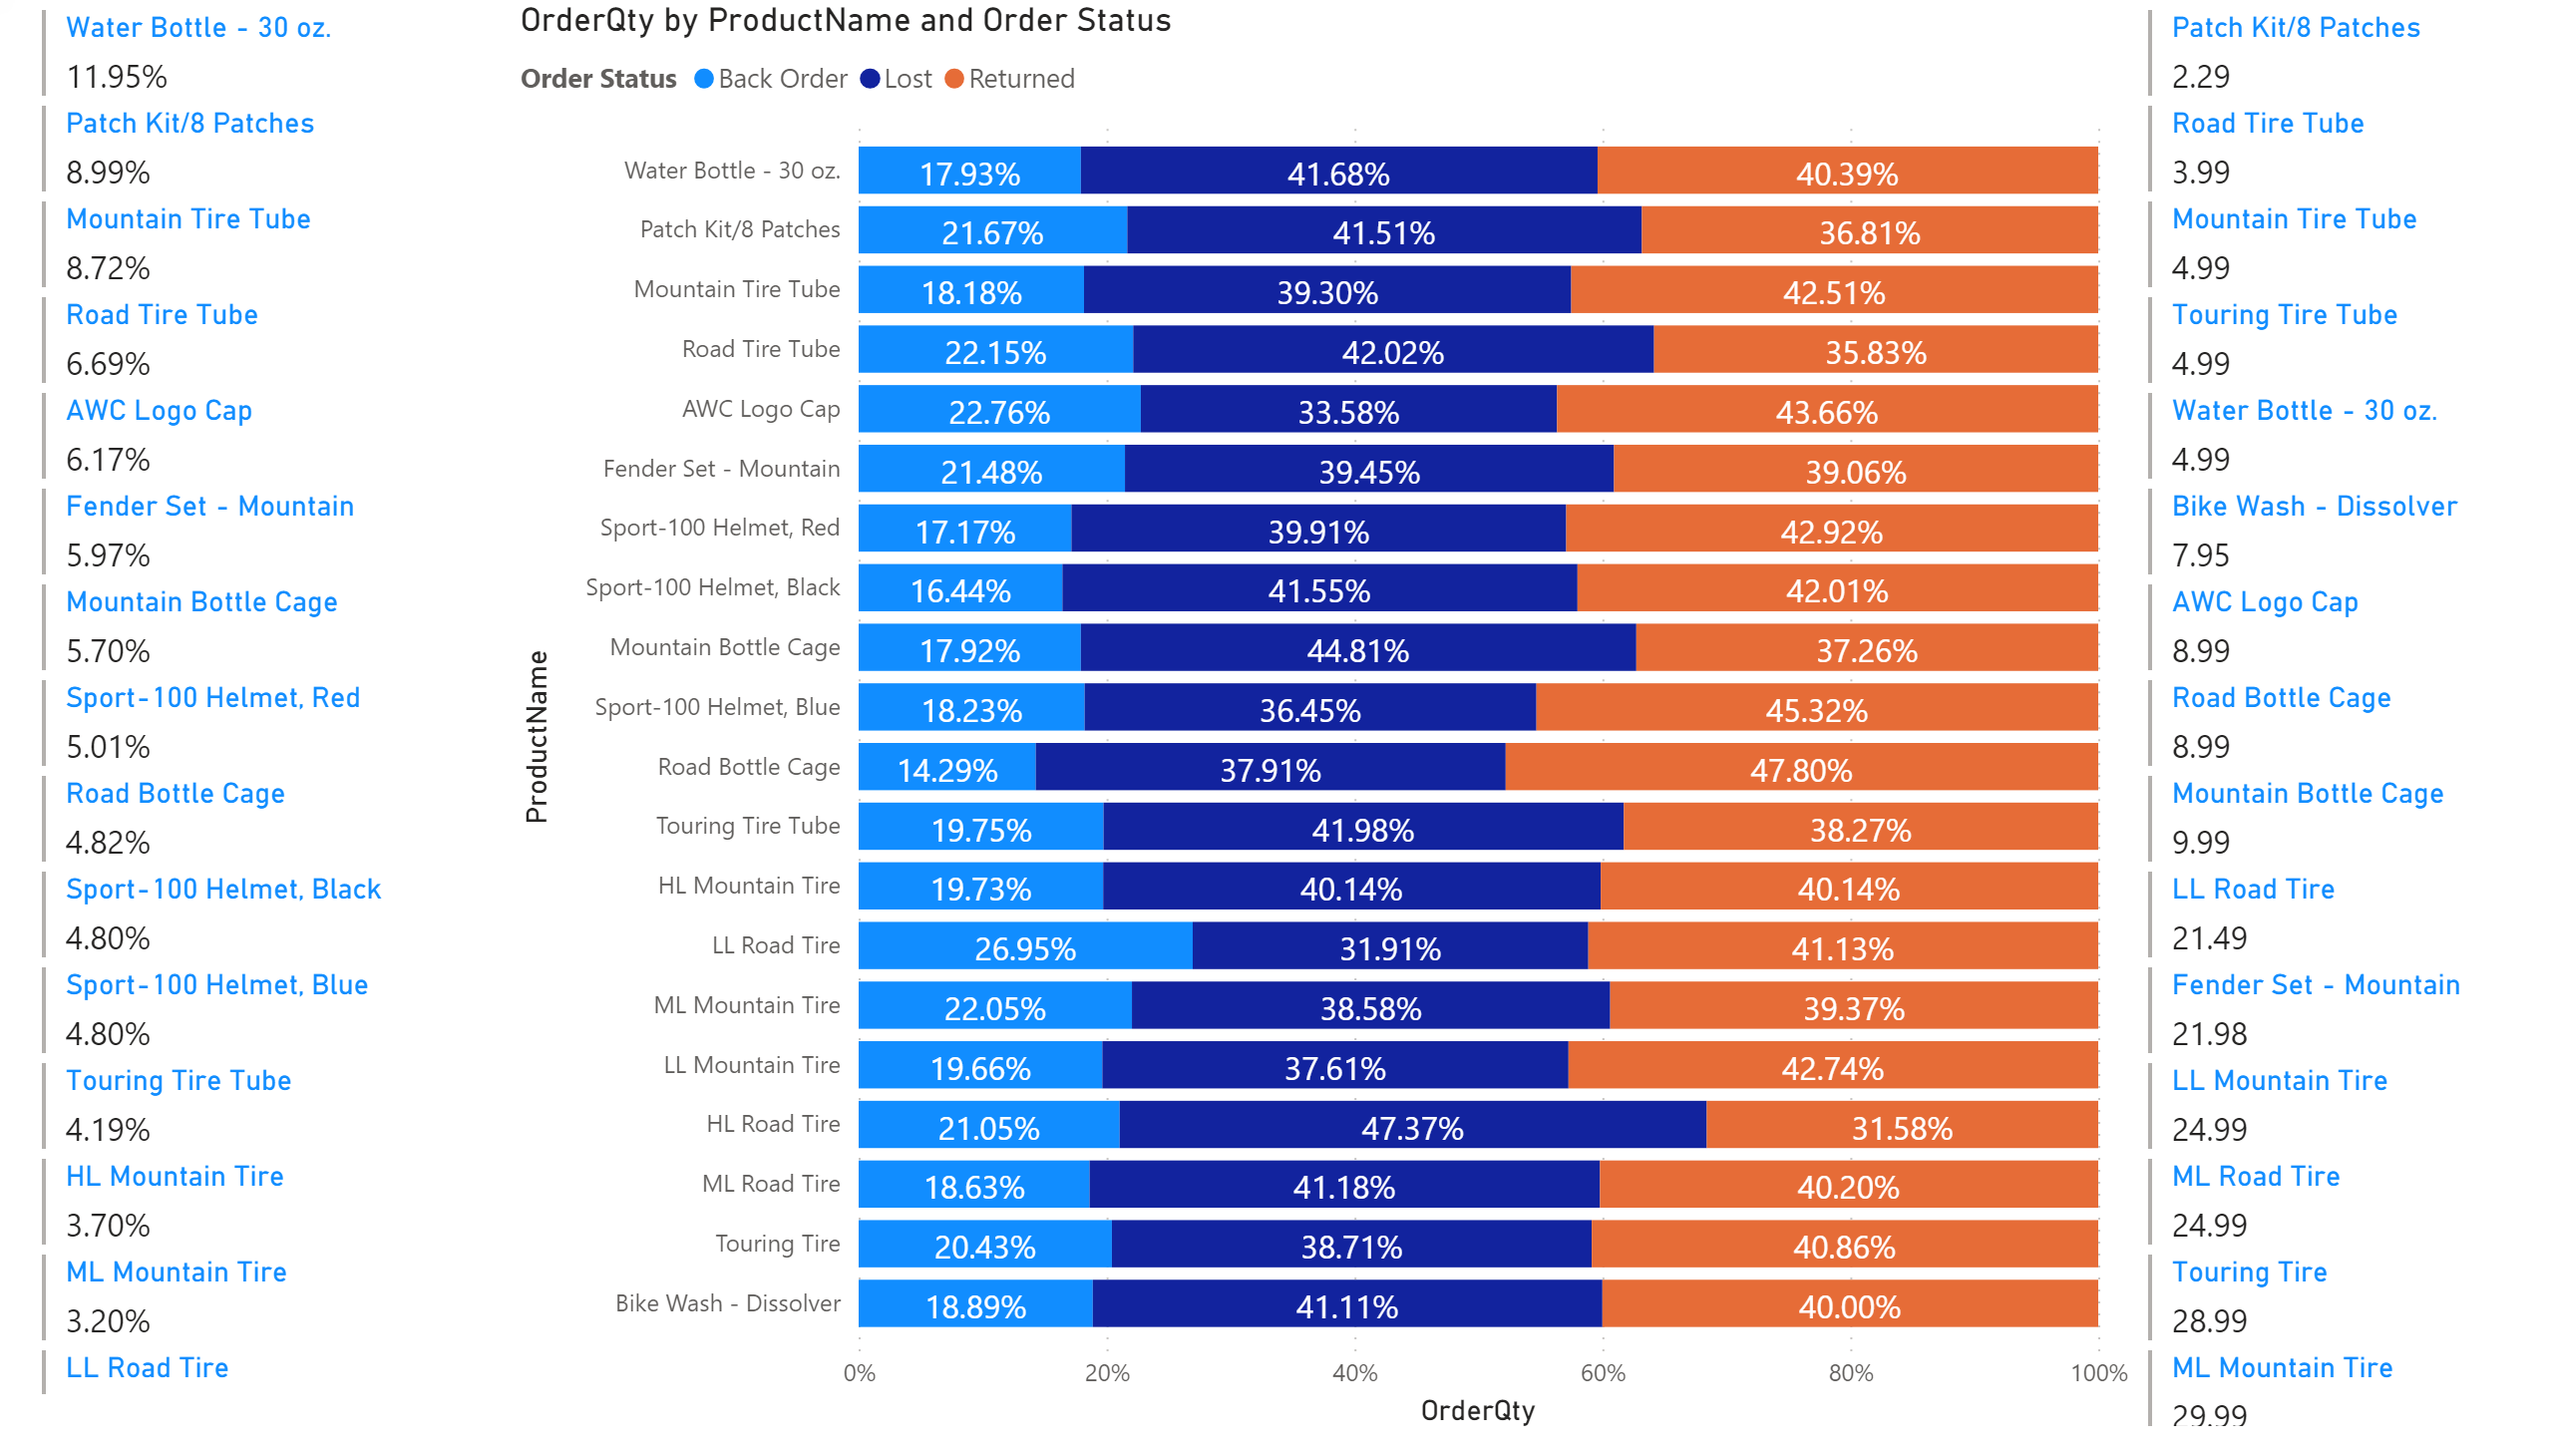 Water Bottle - 30 oz.
11.95%
Patch Kit/8 Patches
8.99%
Mountain Tire Tube
8.72%
Road Tire Tube
6.69%
AWC Logo Cap
6.17%
Fender Set - Mountain
5.97%
Mountain Bottle Cage
5.70%
Sport-100 Helmet, Red
5.01%
Road Bottle Cage
4.82%
Sport-100 Helmet, Black
4.80%
Sport-100 Helmet, Blue
4.80%
Touring Tire Tube
4.19%
HL Mountain Tire
3.70%
ML Mountain Tire
3.20%
LL Road Tire
OrderQty by ProductName and Order Status
Order Status Back Order Lost Returned
ProductName
Water Bottle - 30 oz. 17.93% 41.68% 40.39%
Patch Kit/8 Patches 21.67% 41.51% 36.81%
Mountain Tire Tube 18.18% 39.30% 42.51%
Road Tire Tube 22.15% 42.02% 35.83%
AWC Logo Cap 22.76% 33.58% 43.66%
Fender Set - Mountain 21.48% 39.45% 39.06%
Sport-100 Helmet, Red 17.17% 39.91% 42.92%
Sport-100 Helmet, Black 16.44% 41.55% 42.01%
Mountain Bottle Cage 17.92% 44.81% 37.26%
Sport-100 Helmet, Blue 18.23% 36.45% 45.32%
Road Bottle Cage 14.29% 37.91% 47.80%
Touring Tire Tube 19.75% 41.98% 38.27%
HL Mountain Tire 19.73% 40.14% 40.14%
LL Road Tire 26.95% 31.91% 41.13%
ML Mountain Tire 22.05% 38.58% 39.37%
LL Mountain Tire 19.66% 37.61% 42.74%
HL Road Tire 21.05% 47.37% 31.58%
ML Road Tire 18.63% 41.18% 40.20%
Touring Tire 20.43% 38.71% 40.86%
Bike Wash - Dissolver 18.89% 41.11% 40.00%
0% 20% 40% 60% 80% 100%
OrderQty
Patch Kit/8 Patches
2.29
Road Tire Tube
3.99
Mountain Tire Tube
4.99
Touring Tire Tube
4.99
Water Bottle - 30 oz.
4.99
Bike Wash - Dissolver
7.95
AWC Logo Cap
8.99
Road Bottle Cage
8.99
Mountain Bottle Cage
9.99
LL Road Tire
21.49
Fender Set - Mountain
21.98
LL Mountain Tire
24.99
ML Road Tire
24.99
Touring Tire
28.99
ML Mountain Tire
29.99